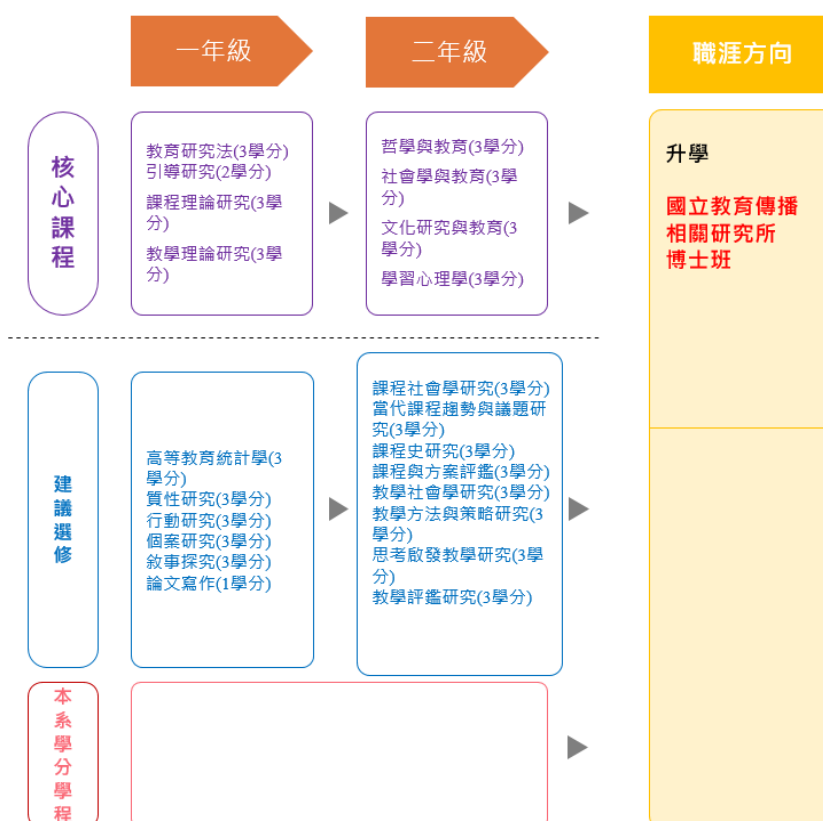 一年級
二年級
職涯方向
核
心
課
程
教育研究法(3學分)
引導研究(2學分)
課程理論研究(3學
分)
教學理論研究(3學
分)
哲學與教育(3學分)
社會學與教育(3學
分)
文化研究與教育(3
學分)
學習心理學(3學分)
升學
國立教育傳播
相關研究所
博士班
建
議
選
修
高等教育統計學(3
學分)
質性研究(3學分)
行動研究(3學分)
個案研究(3學分)
敘事探究(3學分)
論文寫作(1學分)
課程社會學研究(3學分)
當代課程趨勢與議題研
究(3學分)
課程史研究(3學分)
課程與方案評鑑(3學分)
教學社會學研究(3學分)
教學方法與策略研究(3
學分)
思考啟發教學研究(3學
分)
教學評鑑研究(3學分)
本
系
學
分
學
程